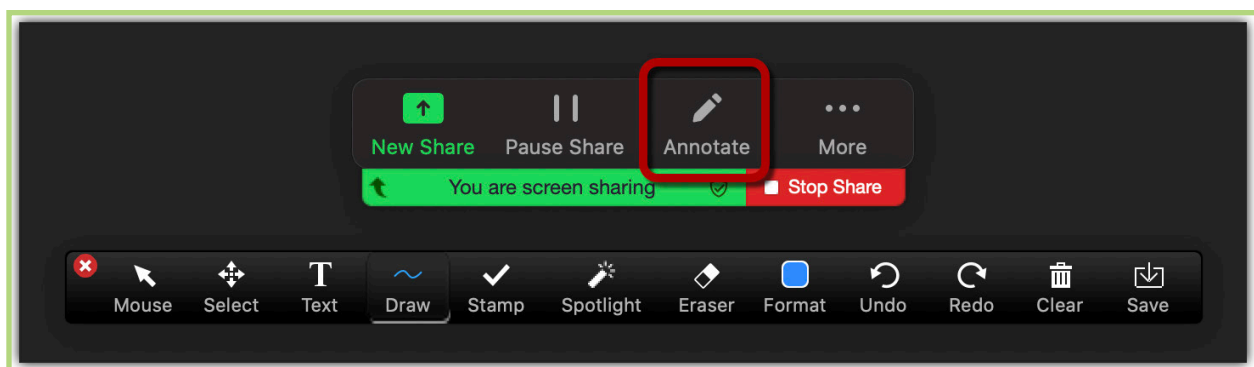 New Share Pause Share Annotate More
You are screen sharing Stop Share
Mouse Select Text Draw Stamp Spotlight Eraser Format Undo Redo Clear Save